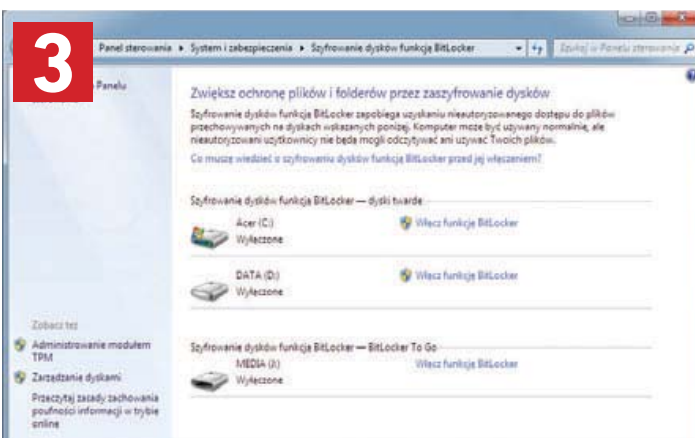 3
Panel sterowania ▸ System i zabezpieczenia ▸ Szyfrowanie dysków funkcją BitLocker
Szukaj w Panelu sterowania
Panelu
Zwiększ ochronę plików i folderów przez zaszyfrowanie dysków
Szyfrowanie dysków funkcją BitLocker zapobiega uzyskaniu nieautoryzowanego dostępu do plików
przechowywanych na dyskach wskazanych poniżej. Komputer może być używany normalnie, ale
nieautoryzowani użytkownicy nie będą mogli odczytywać ani używać Twoich plików.
Co muszę wiedzieć o szyfrowaniu dysków funkcją BitLocker przed jej włączeniem?
Szyfrowanie dysków funkcją BitLocker — dyski twarde
Acer (C:)
Włącz funkcję BitLocker
Wyłączone
DATA (D:)
Włącz funkcję BitLocker
Wyłączone
Szyfrowanie dysków funkcją BitLocker — BitLocker To Go
MEDIA (J:)
Włącz funkcję BitLocker
Wyłączone
Zobacz też
Administrowanie modułem
TPM
Zarządzanie dyskami
Przeczytaj zasady zachowania
poufności informacji w trybie
online